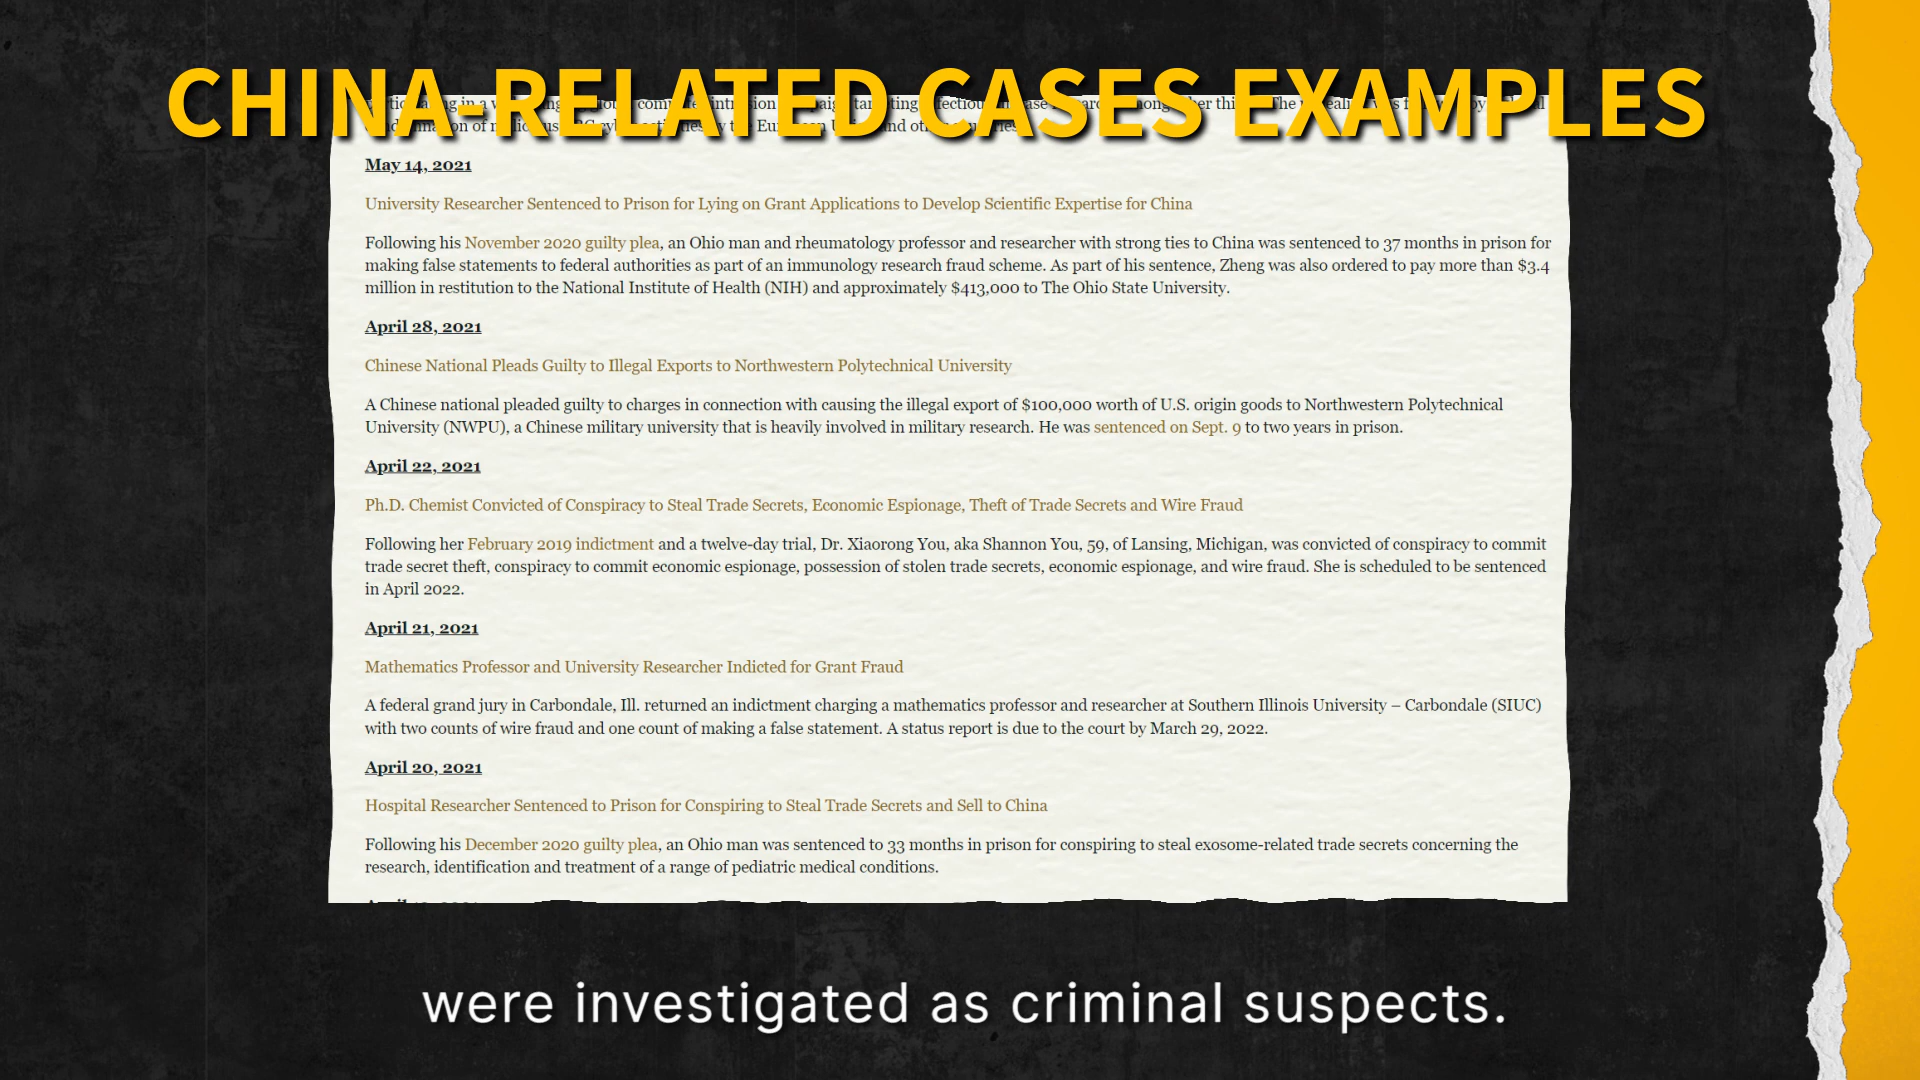 CHINA-RELATED CASES EXAMPLES
May 14, 2021
University Researcher Sentenced to Prison for Lying on Grant Applications to Develop Scientific Expertise for China
Following his November 2020 guilty plea, an Ohio man and rheumatology professor and researcher with strong ties to China was sentenced to 37 months in prison for
making false statements to federal authorities as part of an immunology research fraud scheme. As part of his sentence, Zheng was also ordered to pay more than $3.4
million in restitution to the National Institute of Health (NIH) and approximately $413,000 to The Ohio State University.
April 28, 2021
Chinese National Pleads Guilty to Illegal Exports to Northwestern Polytechnical University
A Chinese national pleaded guilty to charges in connection with causing the illegal export of $100,000 worth of U.S. origin goods to Northwestern Polytechnical
University (NWPU), a Chinese military university that is heavily involved in military research. He was sentenced on Sept. 9 to two years in prison.
April 22, 2021
Ph.D. Chemist Convicted of Conspiracy to Steal Trade Secrets, Economic Espionage, Theft of Trade Secrets and Wire Fraud
Following her February 2019 indictment and a twelve-day trial, Dr. Xiaorong You, aka Shannon You, 59, of Lansing, Michigan, was convicted of conspiracy to commit
trade secret theft, conspiracy to commit economic espionage, possession of stolen trade secrets, economic espionage, and wire fraud. She is scheduled to be sentenced
in April 2022.
April 21, 2021
Mathematics Professor and University Researcher Indicted for Grant Fraud
A federal grand jury in Carbondale, Ill. returned an indictment charging a mathematics professor and researcher at Southern Illinois University – Carbondale (SIUC)
with two counts of wire fraud and one count of making a false statement. A status report is due to the court by March 29, 2022.
April 20, 2021
Hospital Researcher Sentenced to Prison for Conspiring to Steal Trade Secrets and Sell to China
Following his December 2020 guilty plea, an Ohio man was sentenced to 33 months in prison for conspiring to steal exosome-related trade secrets concerning the
research, identification and treatment of a range of pediatric medical conditions.
were investigated as criminal suspects.